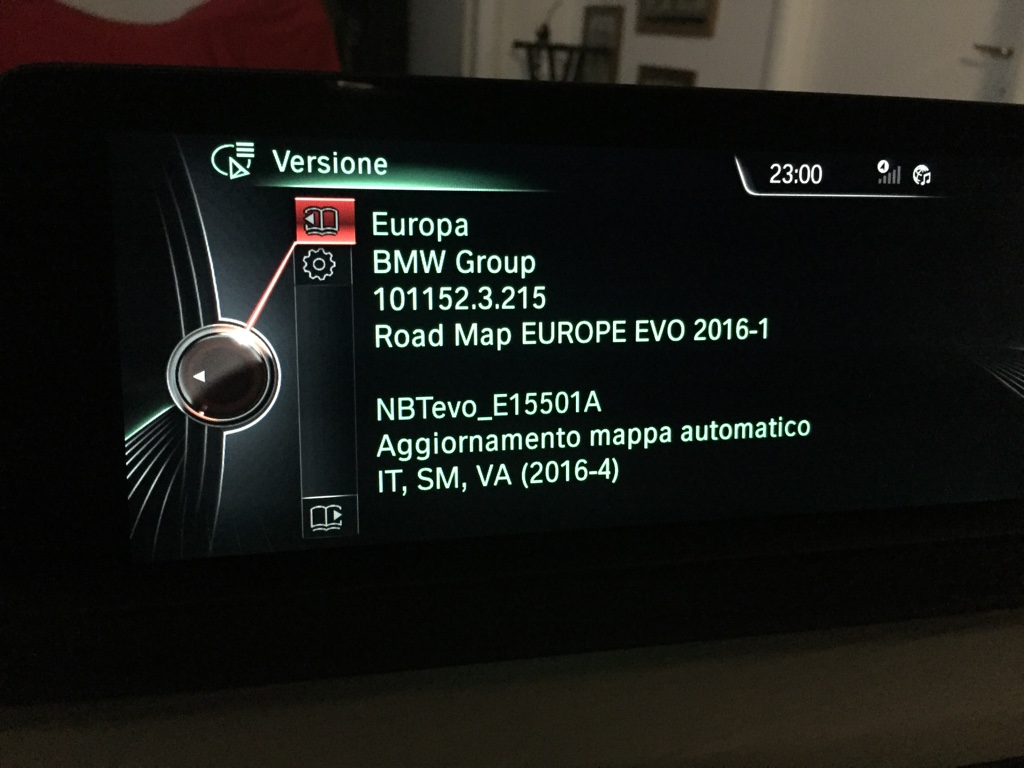 Versione
23:00
Europa
BMW Group
101152.3.215
Road Map EUROPE EVO 2016-1
NBTevo_E15501A
Aggiornamento mappa automatico
IT, SM, VA (2016-4)